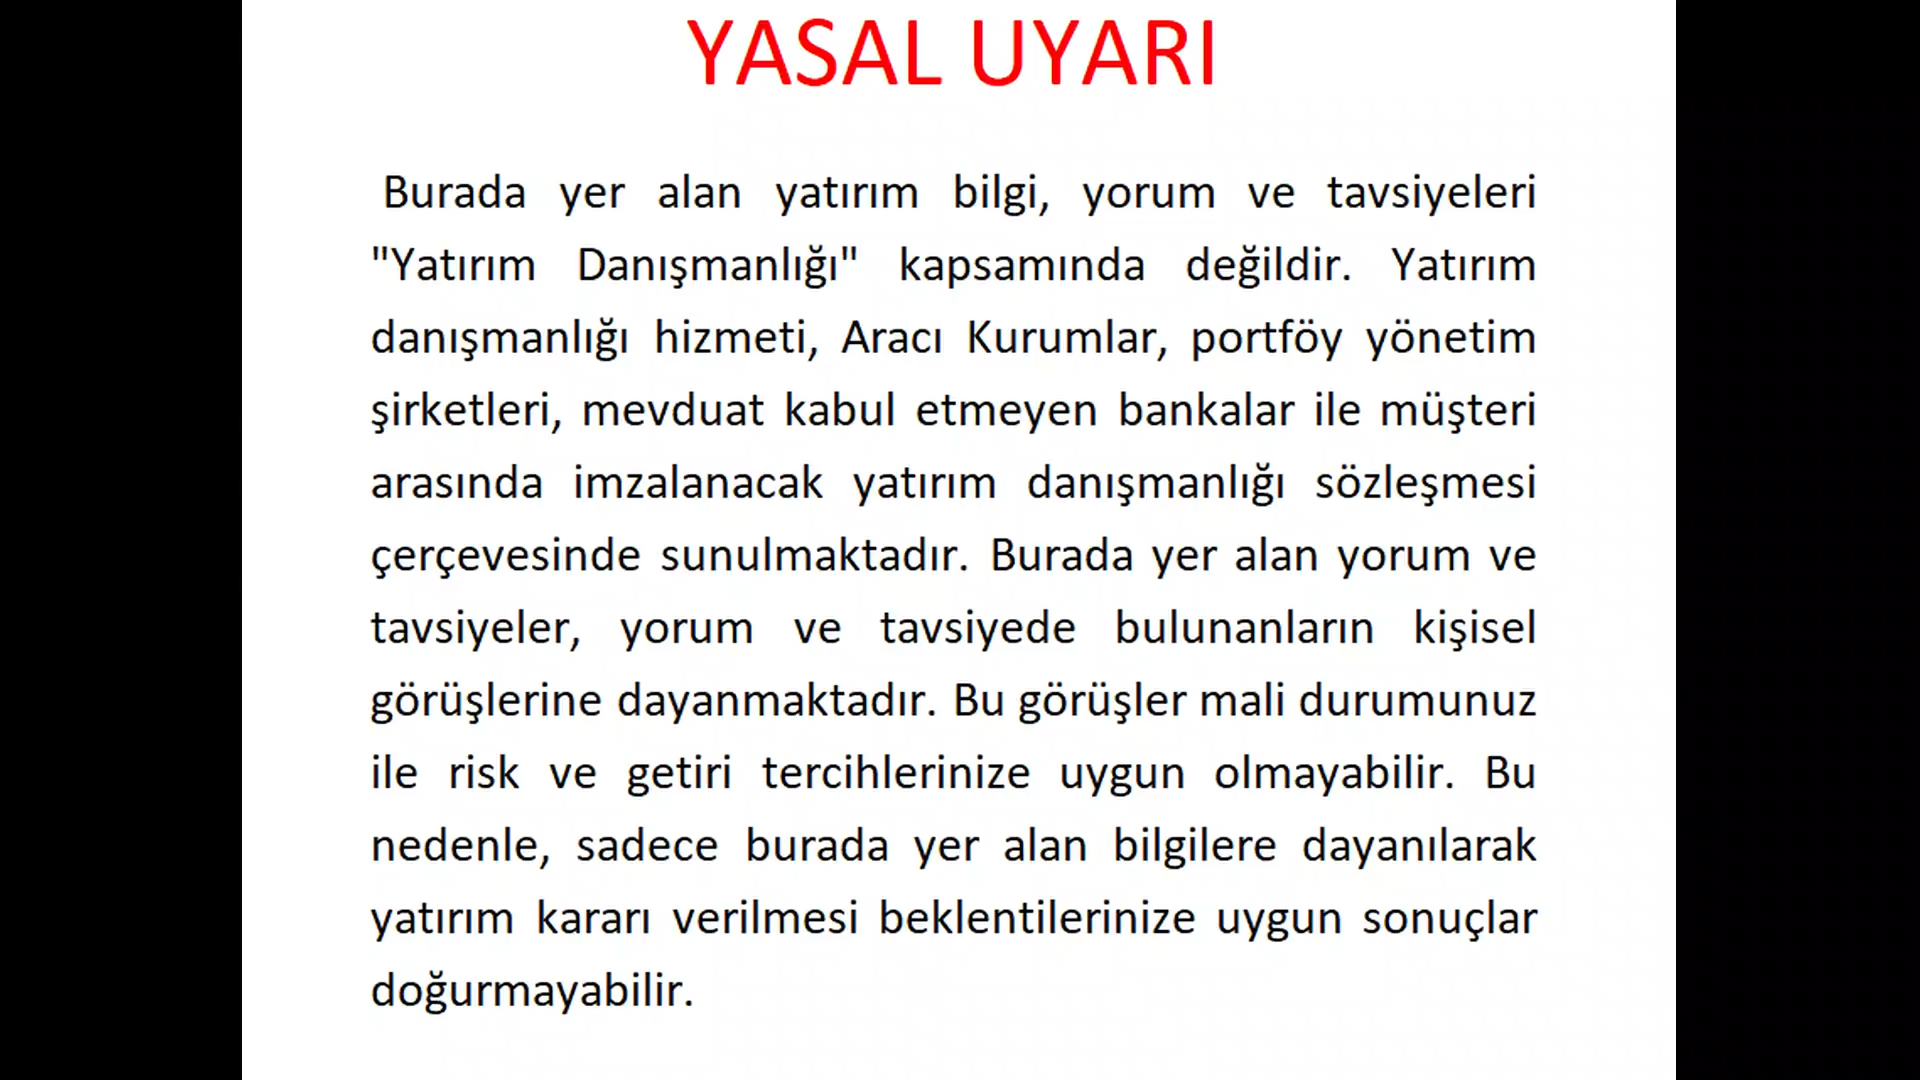 YASAL UYARI
Burada yer alan yatırım bilgi, yorum ve tavsiyeleri
"Yatırım Danışmanlığı" kapsamında değildir. Yatırım
danışmanlığı hizmeti, Aracı Kurumlar, portföy yönetim
şirketleri, mevduat kabul etmeyen bankalar ile müşteri
arasında imzalanacak yatırım danışmanlığı sözleşmesi
çerçevesinde sunulmaktadır. Burada yer alan yorum ve
tavsiyeler, yorum ve tavsiyede bulunanların kişisel
görüşlerine dayanmaktadır. Bu görüşler mali durumunuz
ile risk ve getiri tercihlerinize uygun olmayabilir. Bu
nedenle, sadece burada yer alan bilgilere dayanılarak
yatırım kararı verilmesi beklentilerinize uygun sonuçlar
doğurmayabilir.